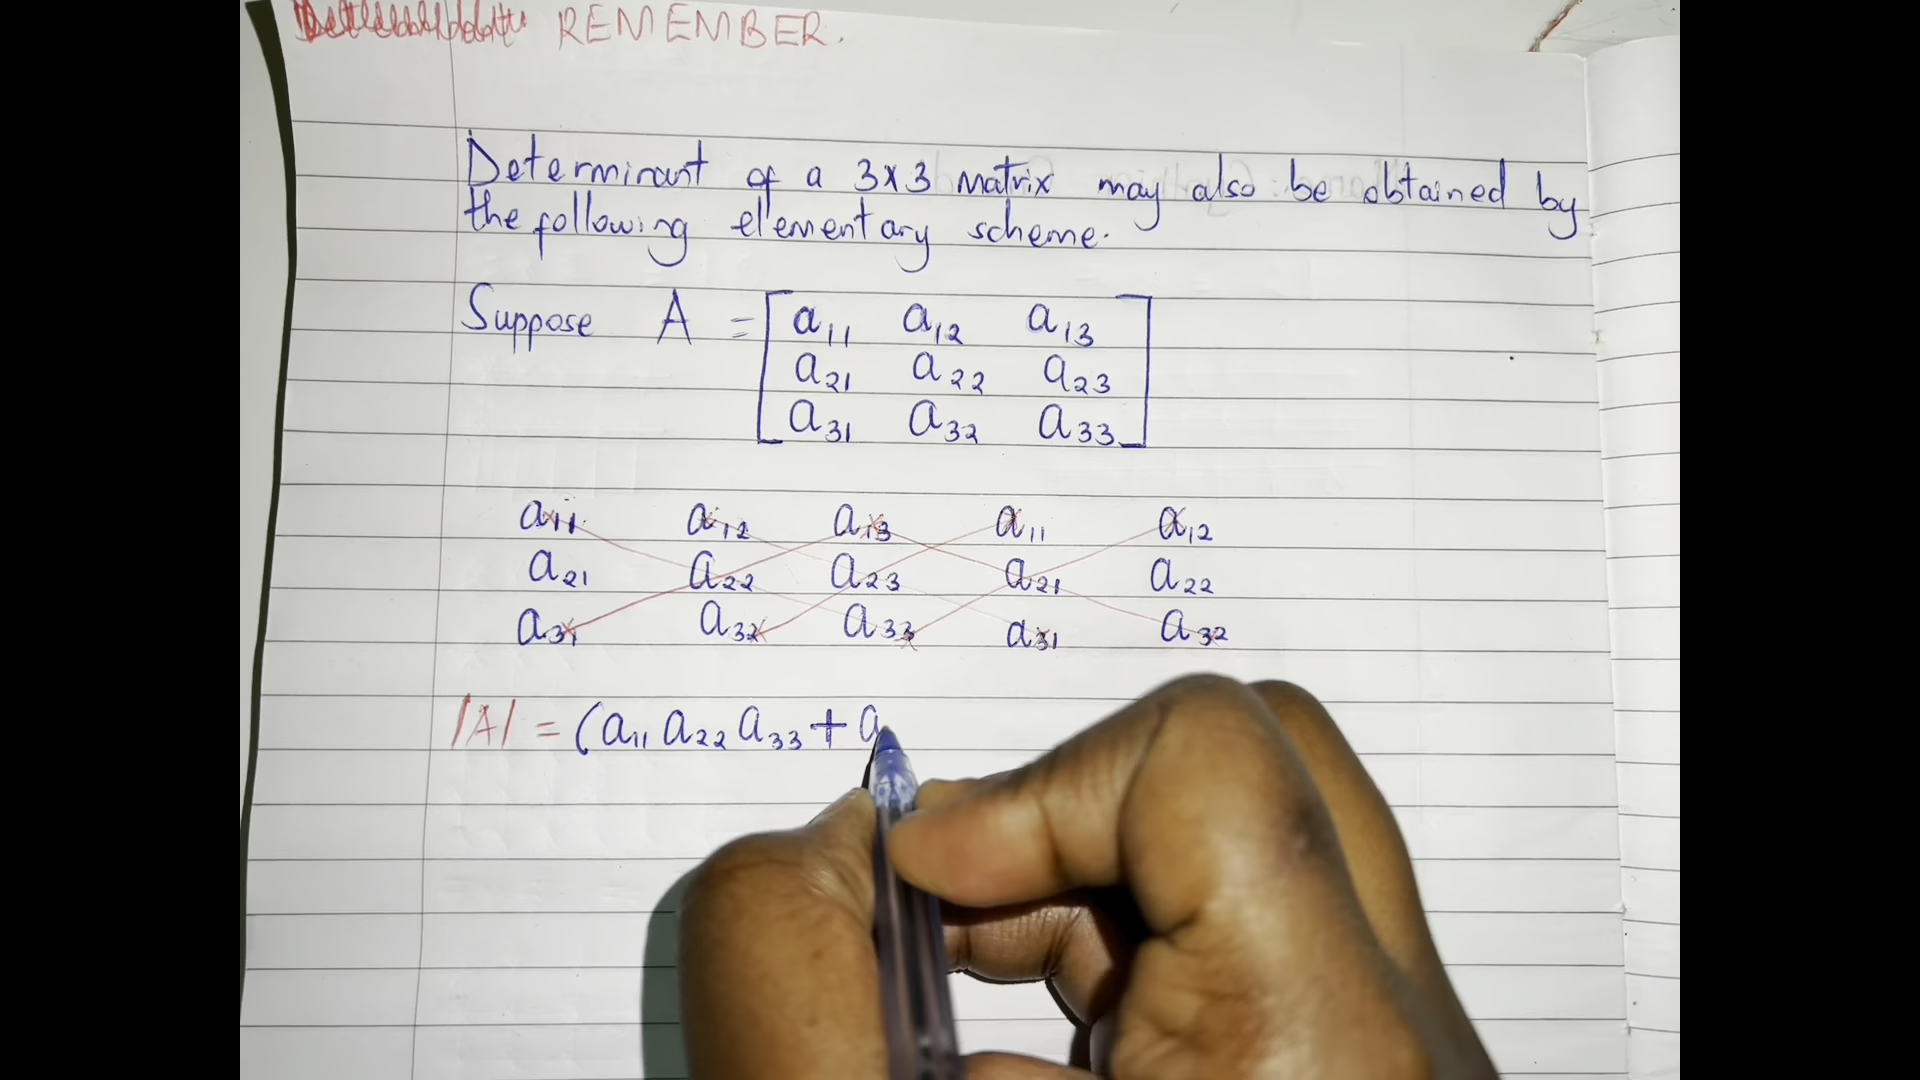 REMEMBER.
Determinant of a 3x3 matrix may also be obtained by
the following elementary scheme.
Suppose A = [a11 a12 a13
a21 a22 a23
a31 a32 a33]
a11 a12 a13 a11 a12
a21 a22 a23 a21 a22
a31 a32 a33 a31 a32
|A| = (a11 a22 a33 + a